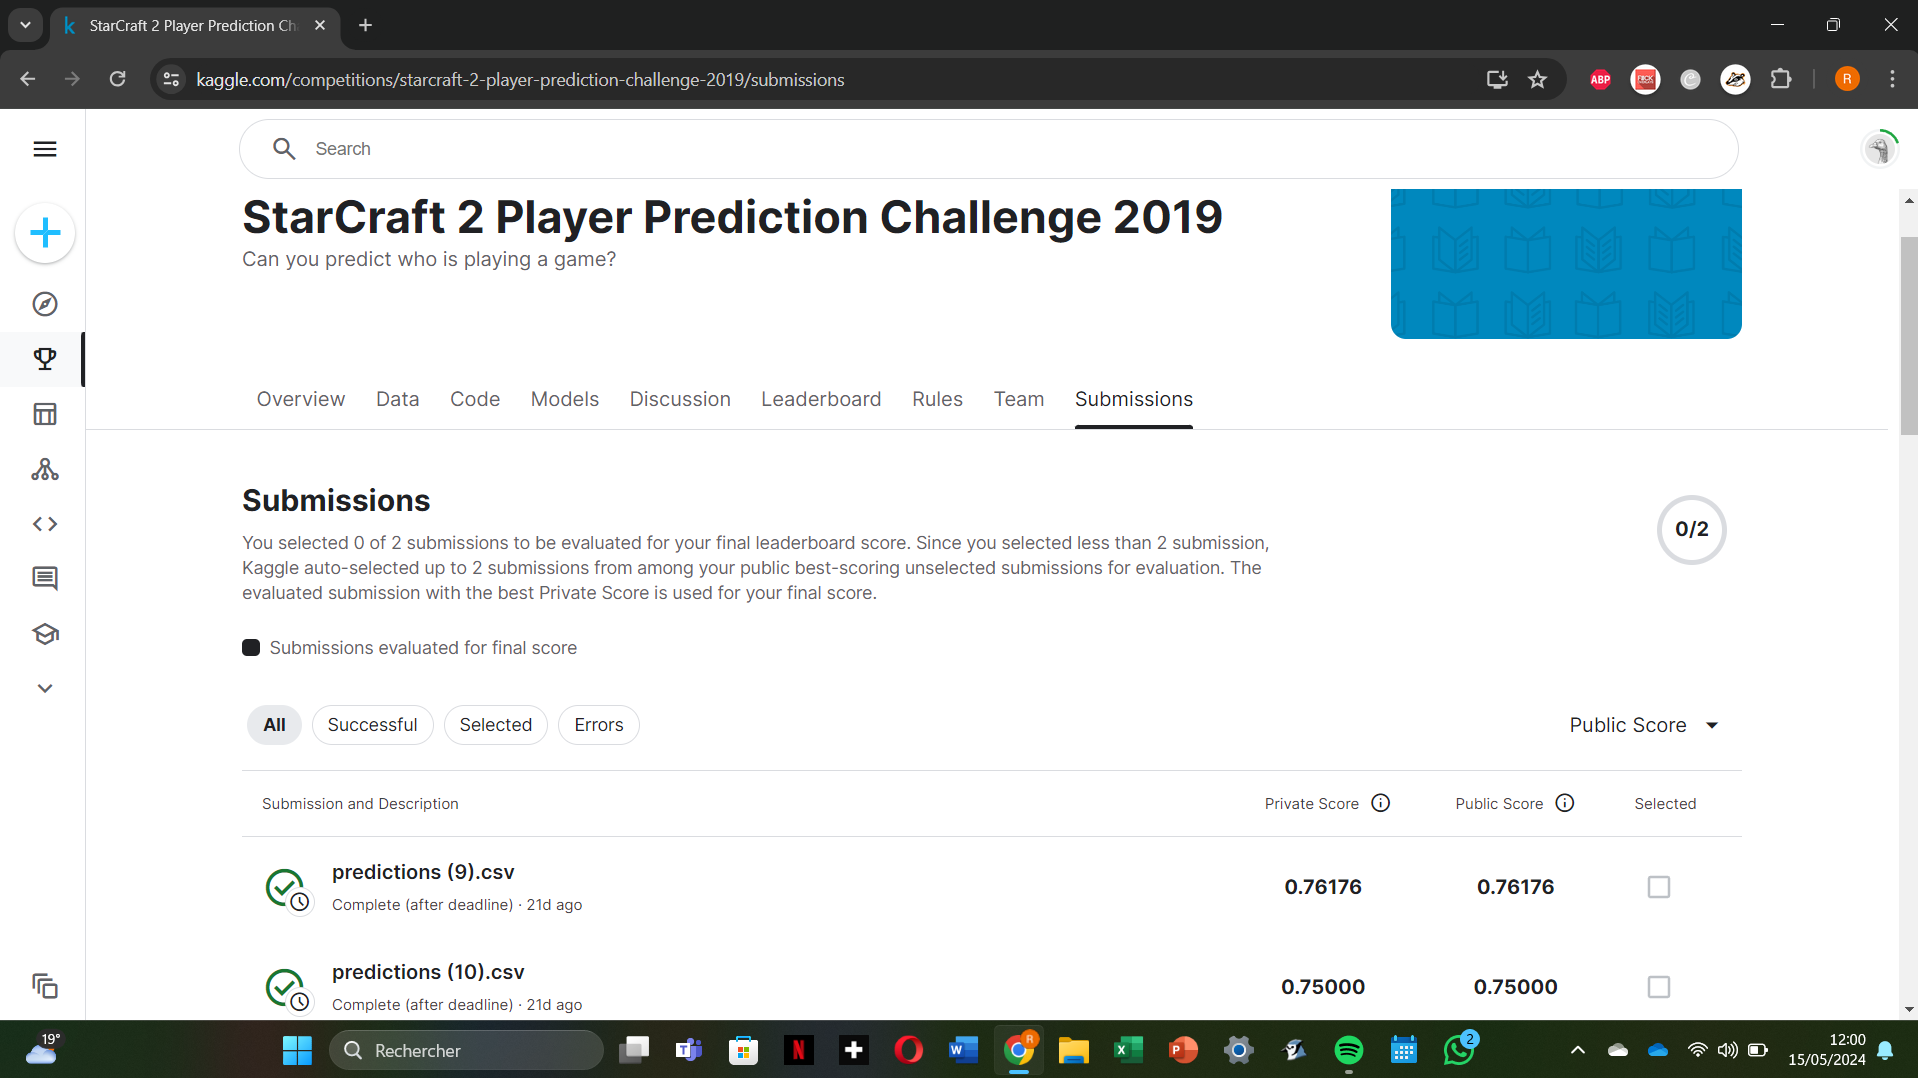 StarCraft 2 Player Prediction Ch
kaggle.com/competitions/starcraft-2-player-prediction-challenge-2019/submissions
ABP
R
Search
StarCraft 2 Player Prediction Challenge 2019
Can you predict who is playing a game?
Overview Data Code Models Discussion Leaderboard Rules Team Submissions
Submissions
You selected 0 of 2 submissions to be evaluated for your final leaderboard score. Since you selected less than 2 submission,
Kaggle auto-selected up to 2 submissions from among your public best-scoring unselected submissions for evaluation. The
evaluated submission with the best Private Score is used for your final score.
0/2
Submissions evaluated for final score
All Successful Selected Errors
Public Score
Submission and Description Private Score Public Score Selected
predictions (9).csv
Complete (after deadline) · 21d ago
0.76176 0.76176
predictions (10).csv
Complete (after deadline) · 21d ago
0.75000 0.75000
19°
Rechercher
2
12:00
15/05/2024